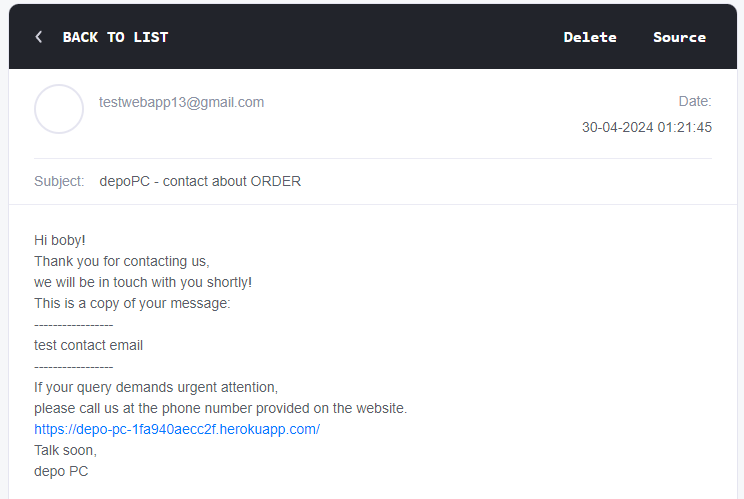 BACK TO LIST
Delete
Source
testwebapp13@gmail.com
Date:
30-04-2024 01:21:45
Subject: depoPC - contact about ORDER
Hi boby!
Thank you for contacting us,
we will be in touch with you shortly!
This is a copy of your message:
-----------------
test contact email
-----------------
If your query demands urgent attention,
please call us at the phone number provided on the website.
https://depo-pc-1fa940aecc2f.herokuapp.com/
Talk soon,
depo PC